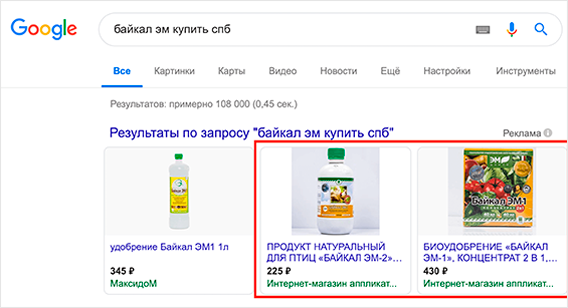 Google
байкал эм купить спб
Все Картинки Карты Видео Новости Ещё Настройки Инструменты
Результатов: примерно 108 000 (0,45 сек.)
Результаты по запросу "байкал эм купить спб" Реклама
удобрение Байкал ЭМ1 1л
345 ₽
МаксидоМ
ПРОДУКТ НАТУРАЛЬНЫЙ
ДЛЯ ПТИЦ «БАЙКАЛ ЭМ-2»...
225 ₽
Интернет-магазин аппликат...
Байкал ЭМ1
БИОУДОБРЕНИЕ «БАЙКАЛ
ЭМ-1», КОНЦЕНТРАТ 2 В 1,...
430 ₽
Интернет-магазин аппликат...